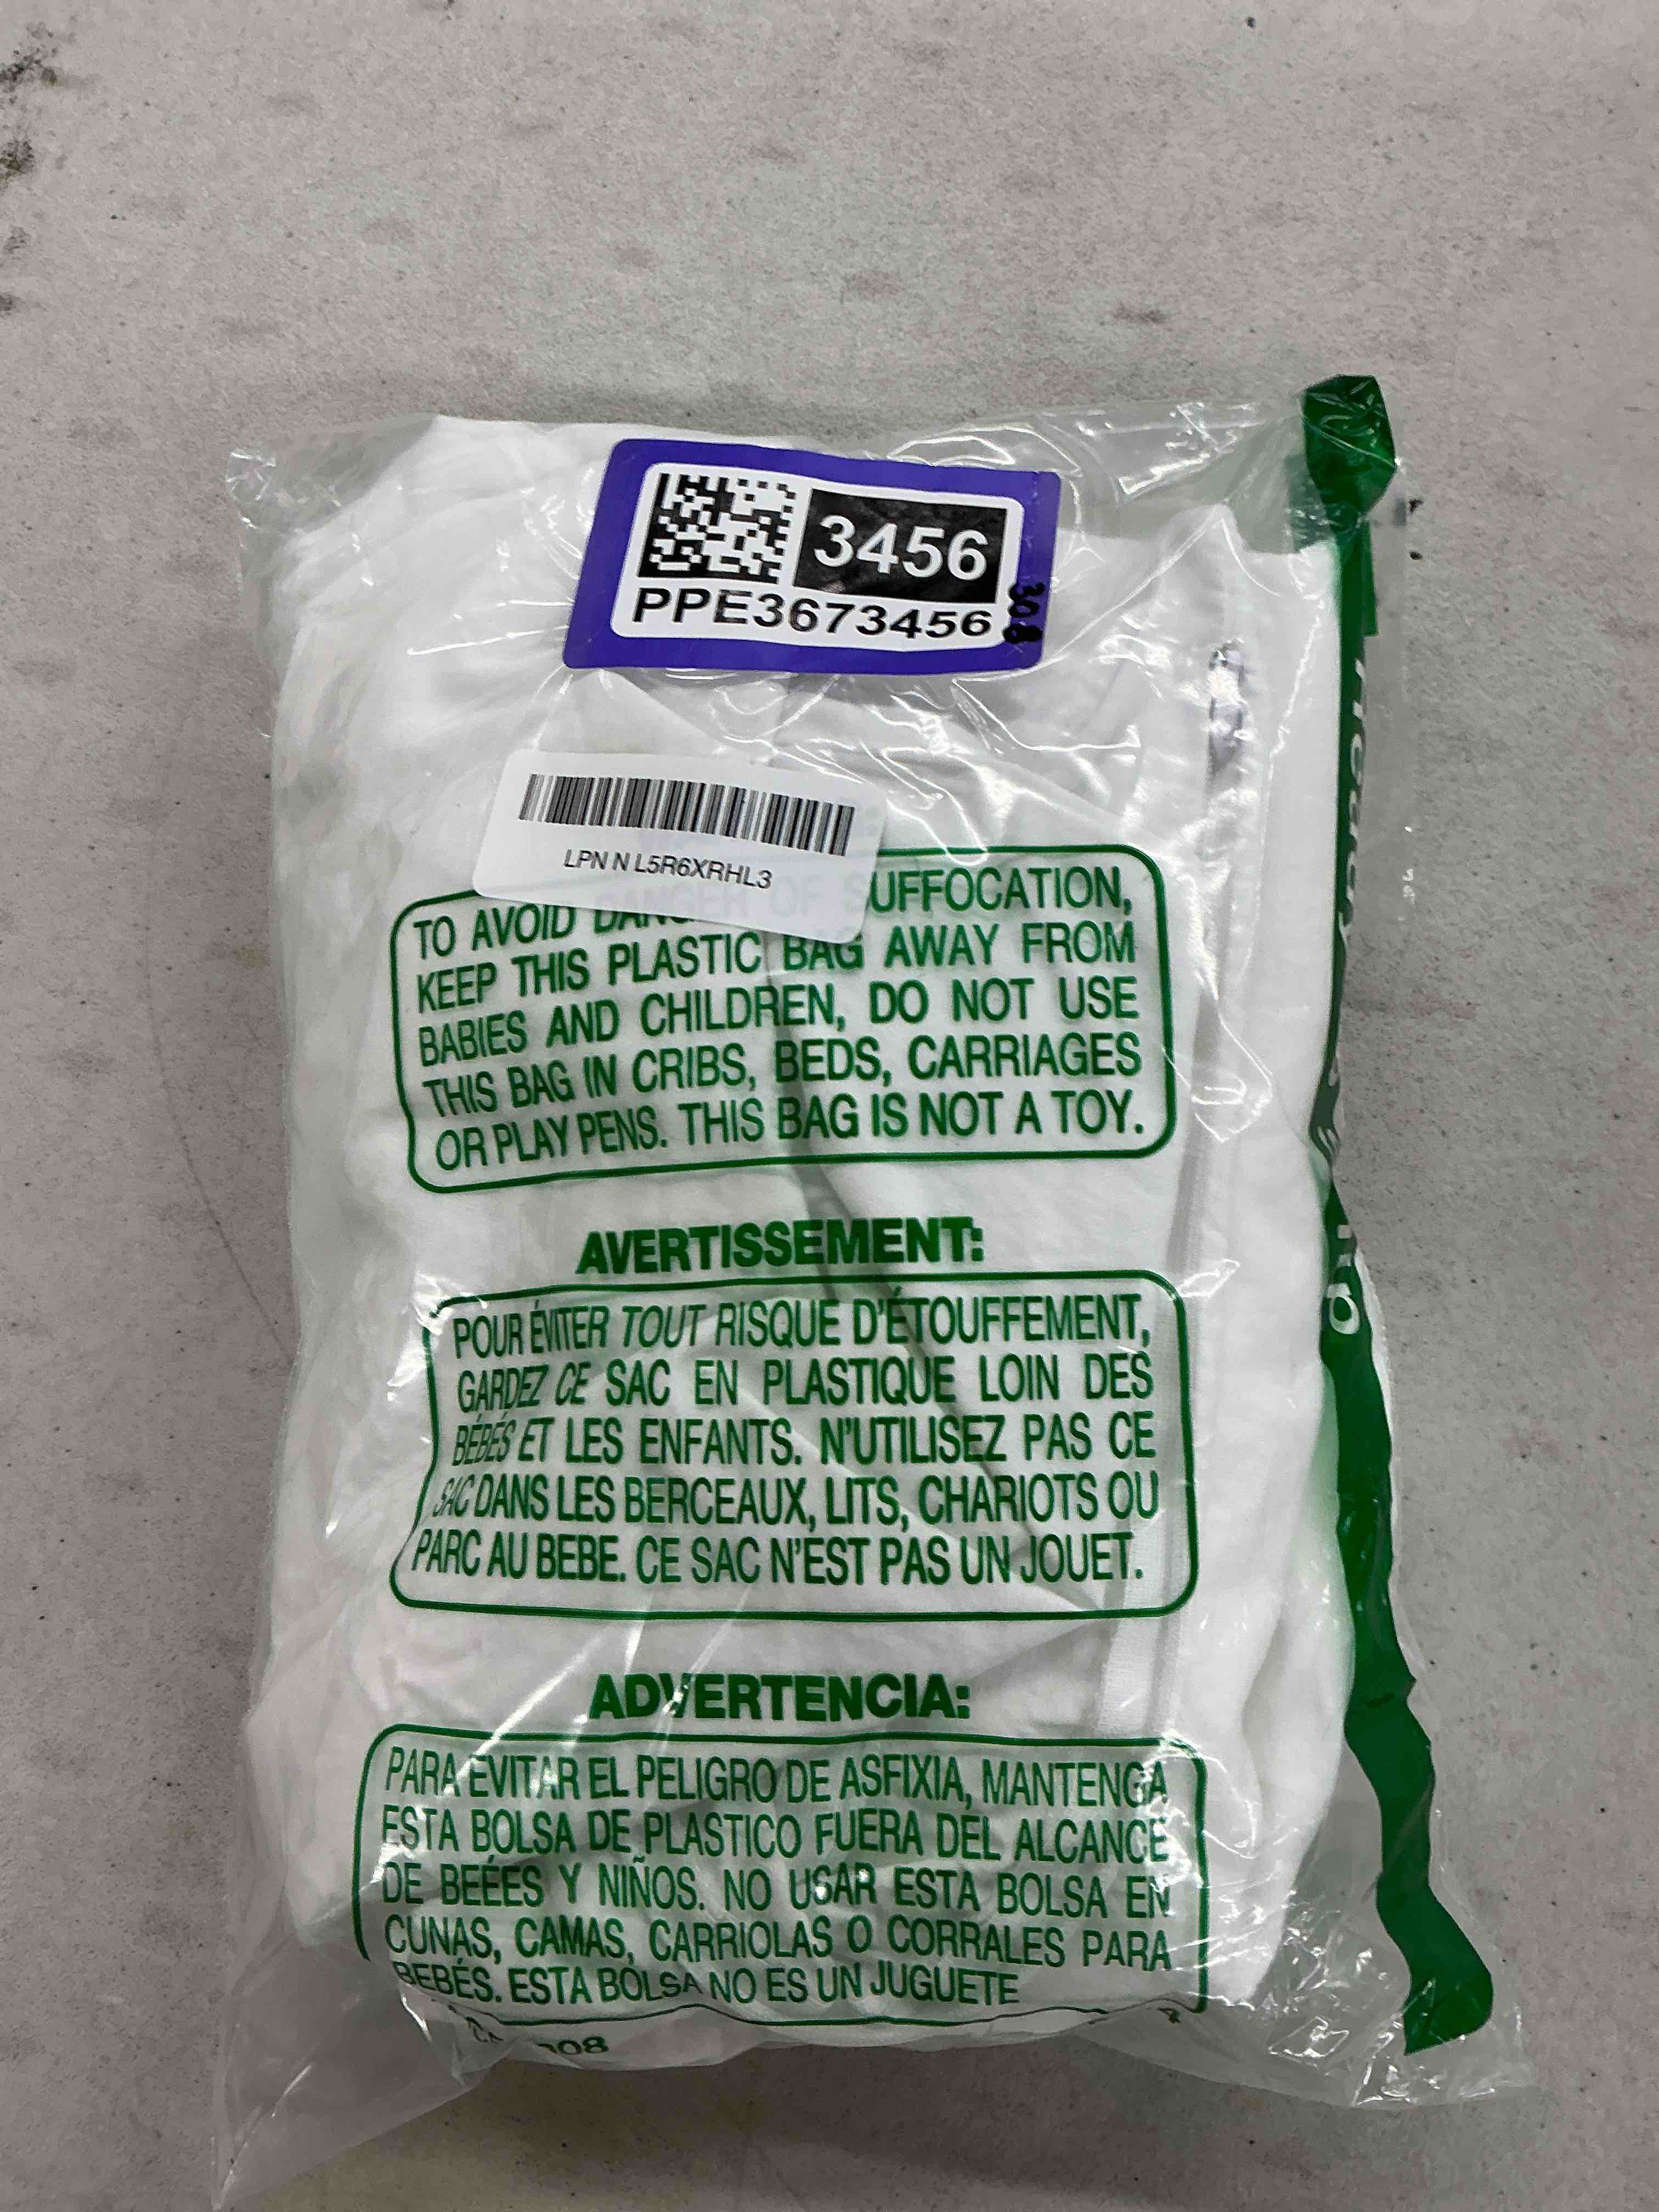 3456
PPE3673456
308
LPN N L5R6XRHL3
TO AVOID DANGER OF SUFFOCATION,
KEEP THIS PLASTIC BAG AWAY FROM
BABIES AND CHILDREN, DO NOT USE
THIS BAG IN CRIBS, BEDS, CARRIAGES
OR PLAY PENS. THIS BAG IS NOT A TOY.
AVERTISSEMENT:
POUR ÉVITER TOUT RISQUE D'ÉTOUFFEMENT,
GARDEZ CE SAC EN PLASTIQUE LOIN DES
BÉBÉS ET LES ENFANTS. N'UTILISEZ PAS CE
SAC DANS LES BERCEAUX, LITS, CHARIOTS OU
PARC AU BEBE. CE SAC N'EST PAS UN JOUET.
ADVERTENCIA:
PARA EVITAR EL PELIGRO DE ASFIXIA, MANTENGA
ESTA BOLSA DE PLASTICO FUERA DEL ALCANCE
DE BEÉES Y NIÑOS. NO USAR ESTA BOLSA EN
CUNAS, CAMAS, CARRIOLAS O CORRALES PARA
BEBÉS. ESTA BOLSA NO ES UN JUGUETE